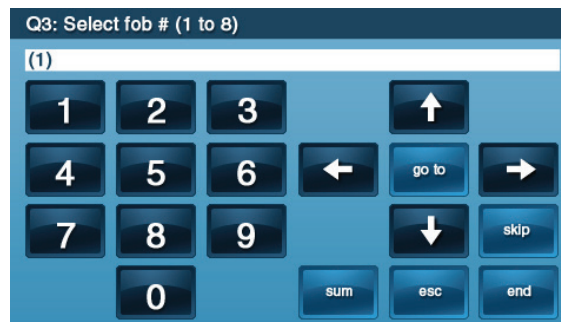 Q3: Select fob # (1 to 8)
(1)
1 2 3
4 5 6 go to
7 8 9 skip
0 sum esc end